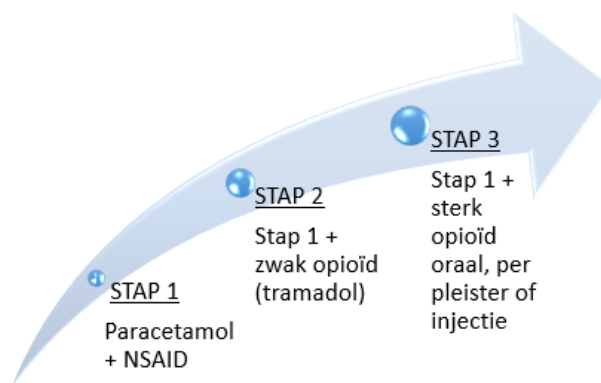 STAP 1
Paracetamol
+ NSAID
STAP 2
Stap 1 +
zwak opioïd
(tramadol)
STAP 3
Stap 1 +
sterk
opioïd
oraal, per
pleister of
injectie